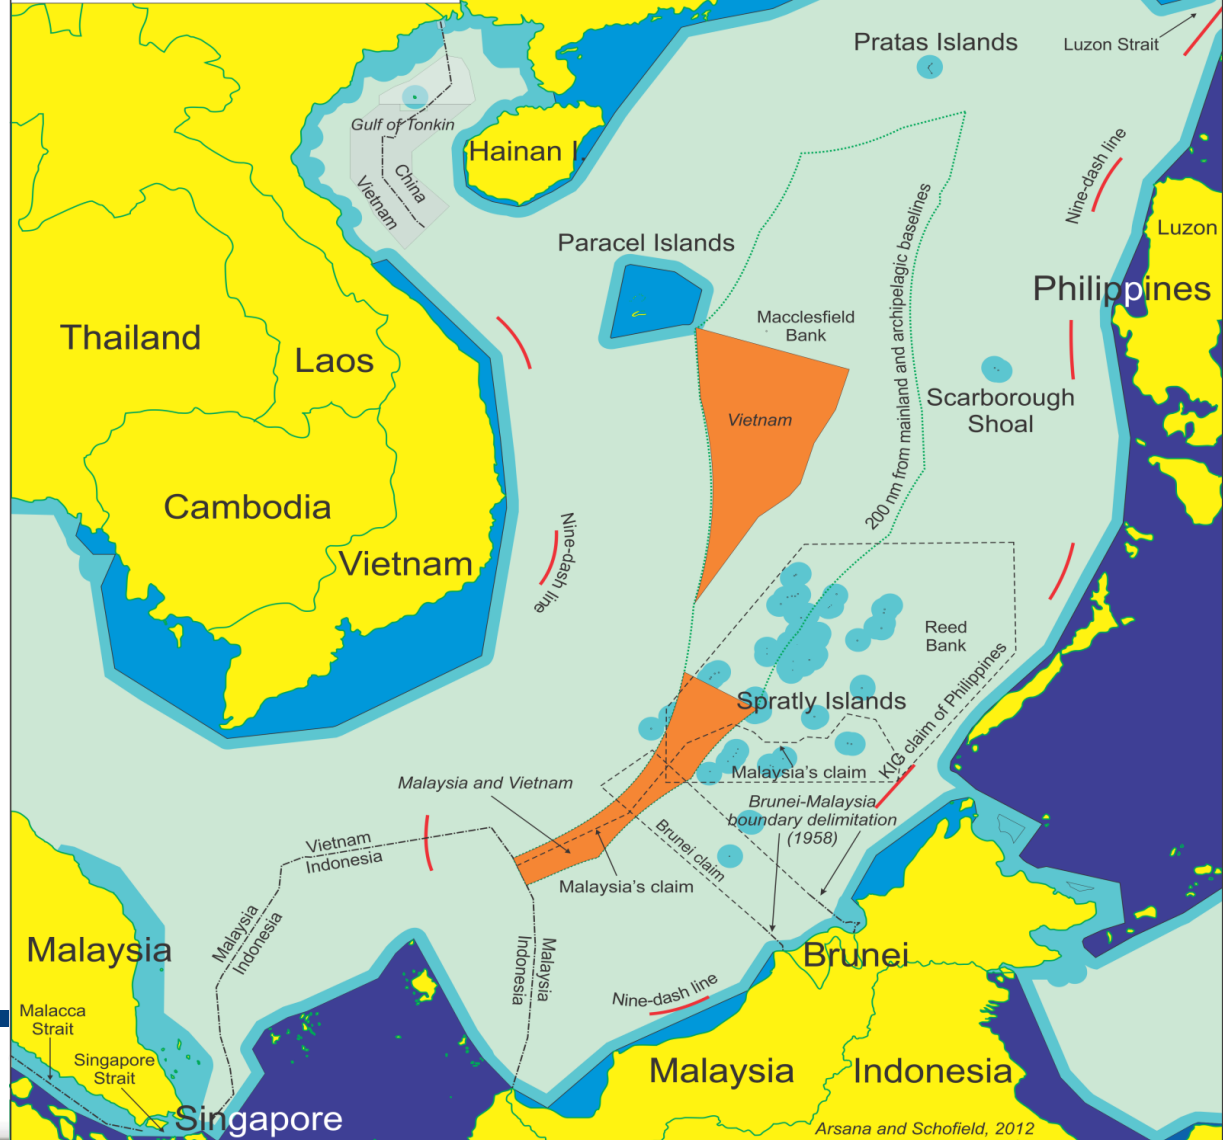 Pratas Islands
Luzon Strait
Gulf of Tonkin
Hainan I.
China
Vietnam
Nine-dash line
Luzon
Paracel Islands
Philippines
200 nm from mainland and archipelagic baselines
Macclesfield
Bank
Thailand
Laos
Vietnam
Scarborough
Shoal
Cambodia
Vietnam
Nine-dash line
Reed
Bank
Spratly Islands
KIG claim of Philippines
Malaysia and Vietnam
Malaysia's claim
Brunei-Malaysia
boundary delimitation
(1958)
Vietnam
Indonesia
Brunei claim
Malaysia's claim
Malaysia
Indonesia
Malaysia
Brunei
Malaysia
Indonesia
Nine-dash line
Malacca
Strait
Singapore
Strait
Malaysia
Indonesia
Singapore
Arsana and Schofield, 2012